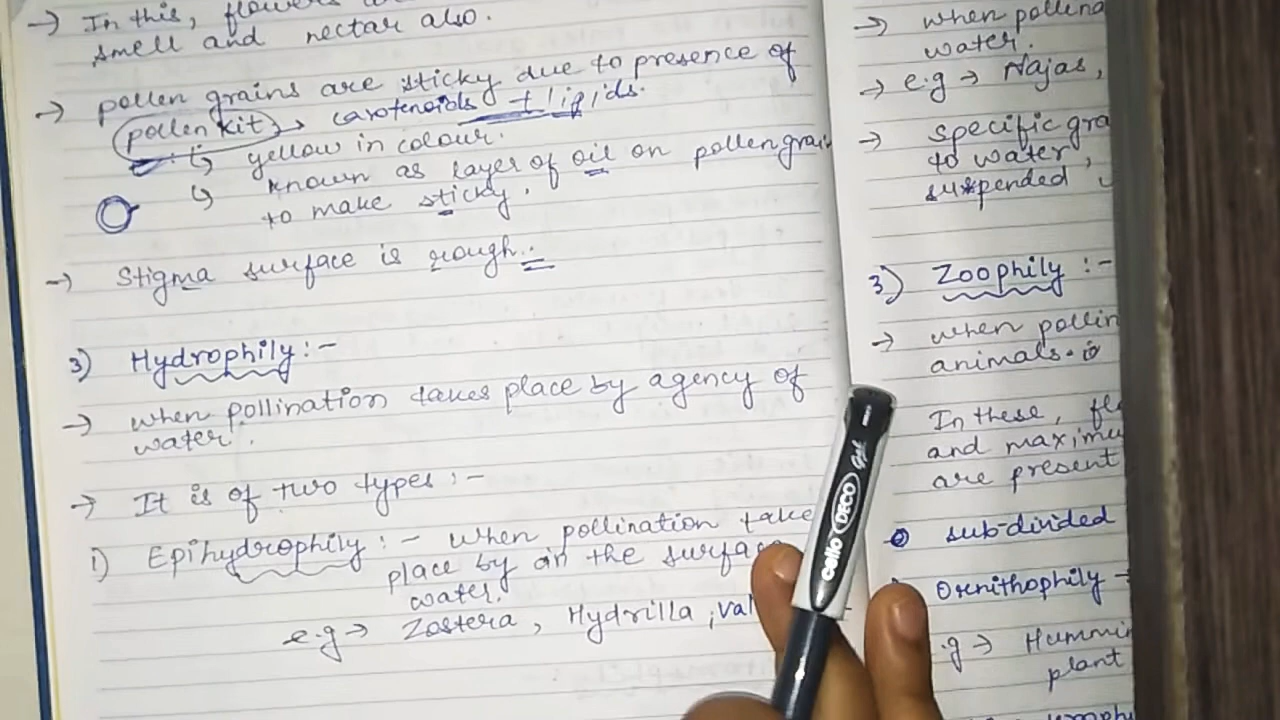 → In this, flowers
smell and nectar also.
→ pollen grains are sticky due to presence of
pollen kit → carotenoids + lipids.
↳ yellow in colour.
↳ known as layer of oil on pollengrain
to make sticky.
→ Stigma surface is rough..
3) Hydrophily :-
→ when pollination takes place by agency of
water.
→ It is of two types :-
i) Epihydrophily :- when pollination take
place by on the surface
water.
e.g → Zostera, Hydrilla, val
→ when pollina
water.
→ e.g → Najas,
→ specific gra
to water,
suspended
3) Zoophily :-
→ when pollin
animals.
In these, fl
and maximu
are present
sub-divided
Ornithophily -
.g → Hummin
plant
cello DECO Gel